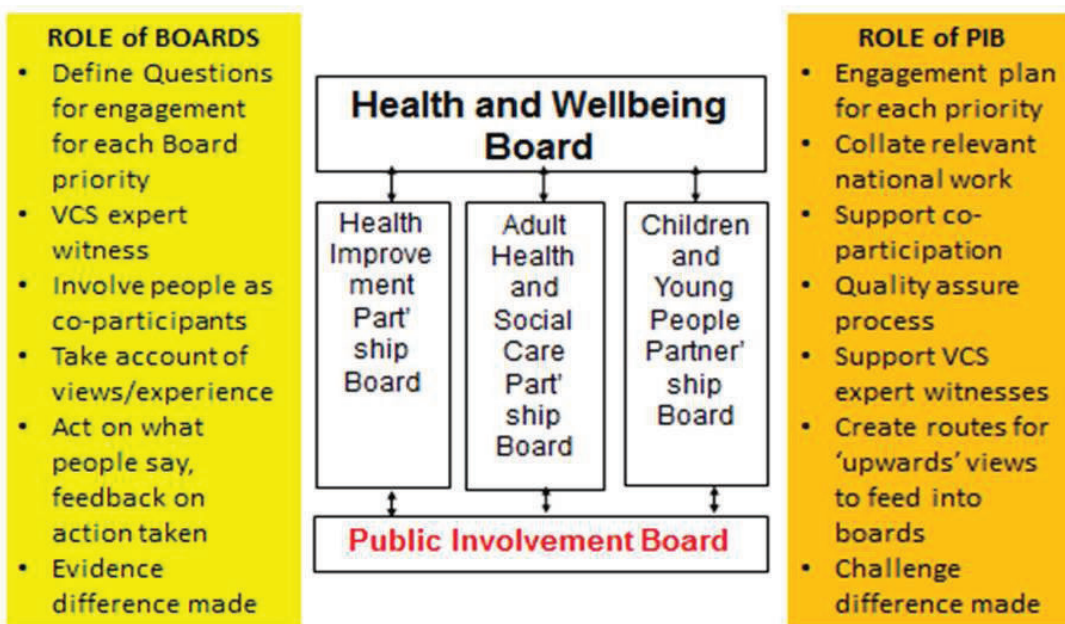 ROLE of BOARDS
• Define Questions
for engagement
for each Board
priority
• VCS expert
witness
• Involve people as
co-participants
• Take account of
views/experience
• Act on what
people say,
feedback on
action taken
• Evidence
difference made
Health and Wellbeing
Board
Health
Improve
ment
Part'
ship
Board
Adult
Health
and
Social
Care
Part'
ship
Board
Children
and
Young
People
Partner'
ship
Board
Public Involvement Board
ROLE of PIB
• Engagement plan
for each priority
• Collate relevant
national work
• Support co-
participation
• Quality assure
process
• Support VCS
expert witnesses
• Create routes for
‘upwards’ views
to feed into
boards
• Challenge
difference made